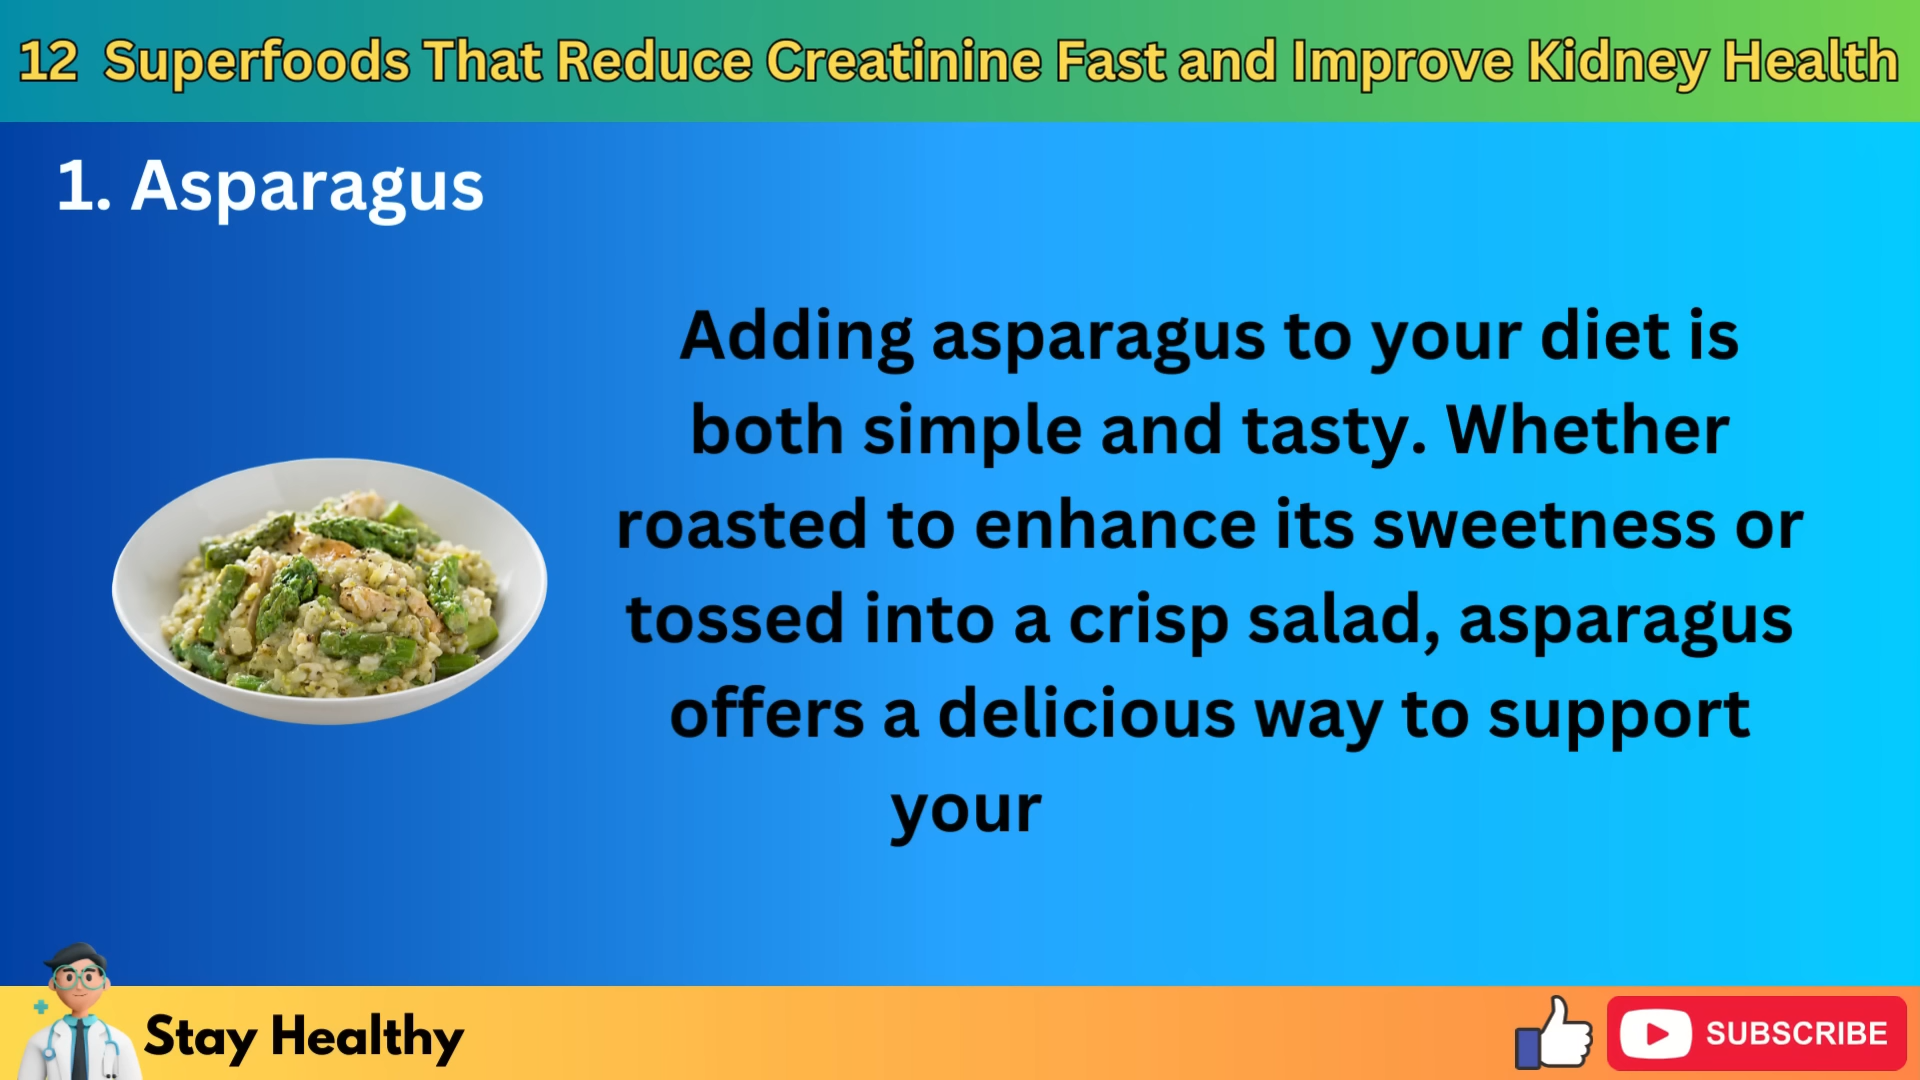 12 Superfoods That Reduce Creatinine Fast and Improve Kidney Health
1. Asparagus
Adding asparagus to your diet is
both simple and tasty. Whether
roasted to enhance its sweetness or
tossed into a crisp salad, asparagus
offers a delicious way to support
your
Stay Healthy
SUBSCRIBE